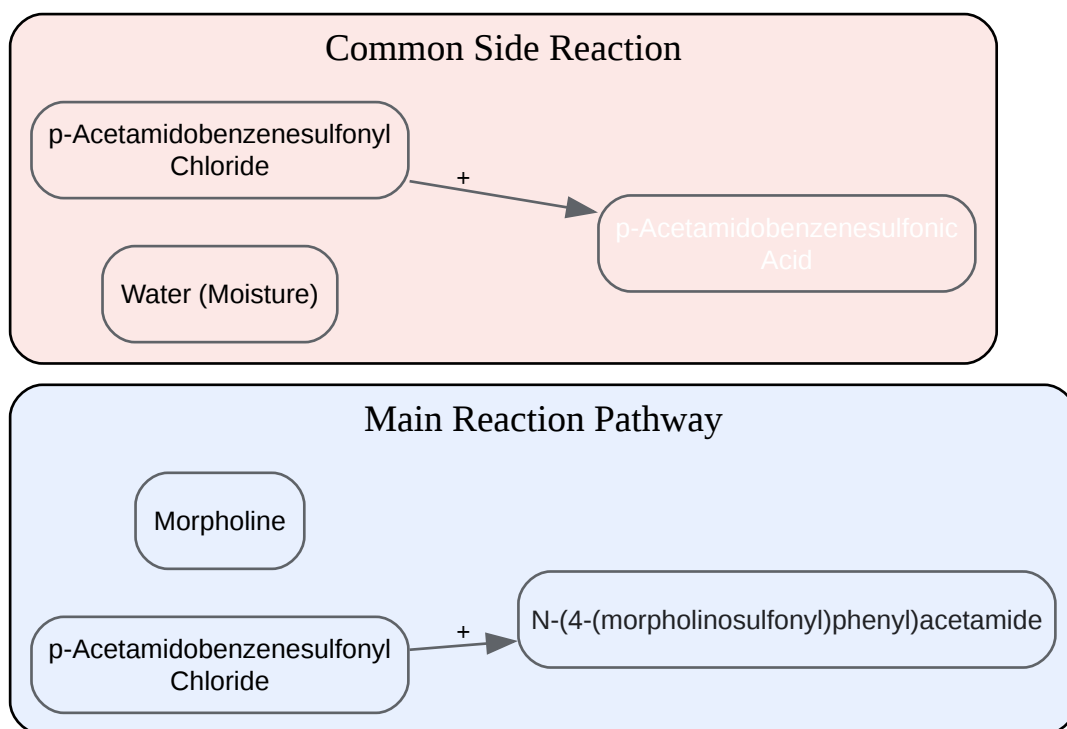 Common Side Reaction
p-Acetamidobenzenesulfonyl
Chloride
+
p-Acetamidobenzenesulfonic
Acid
Water (Moisture)
Main Reaction Pathway
Morpholine
p-Acetamidobenzenesulfonyl
Chloride
+
N-(4-(morpholinosulfonyl)phenyl)acetamide